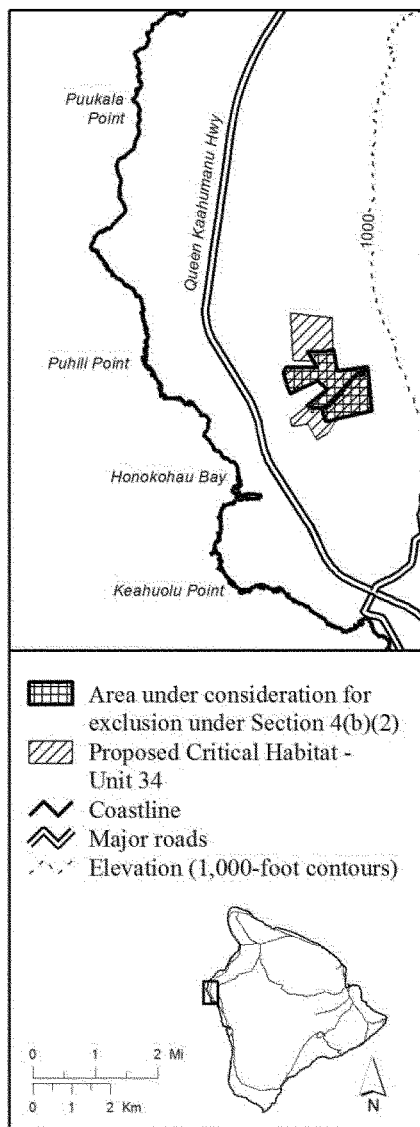 Puukala
Point
Queen Kaahumanu Hwy
1000
Puhili Point
Honokohau Bay
Keahuolu Point
Area under consideration for
exclusion under Section 4(b)(2)
Proposed Critical Habitat -
Unit 34
Coastline
Major roads
Elevation (1,000-foot contours)
0 1 2 Mi
0 1 2 Km
N